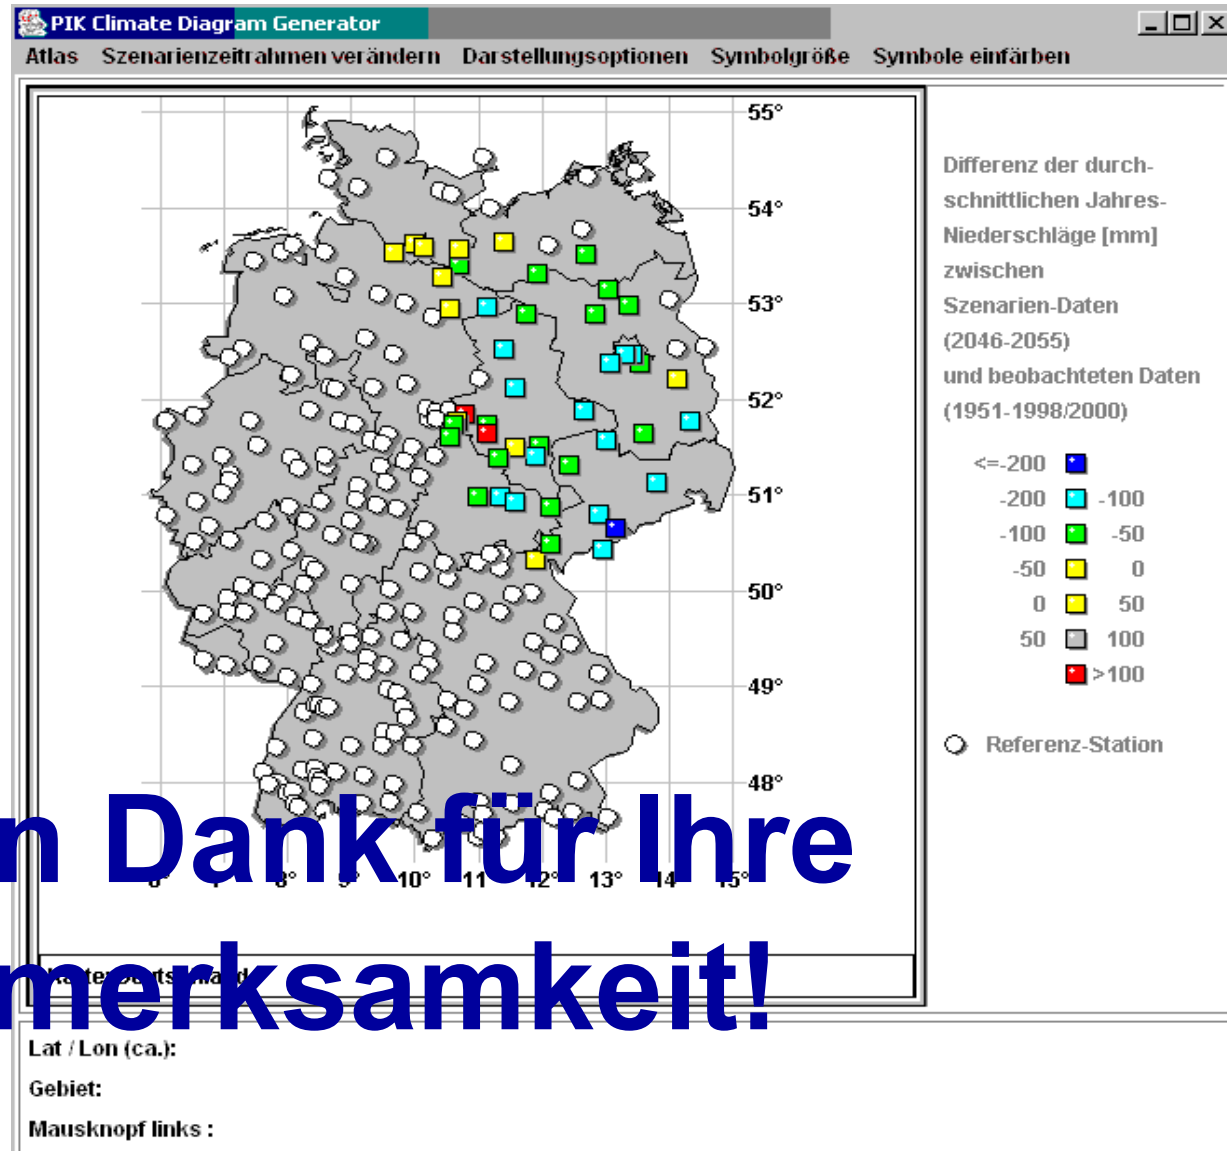 PIK Climate Diagram Generator
Atlas Szenarienzeitrahmen verändern Darstellungsoptionen Symbolgröße Symbole einfärben
55°
54°
53°
52°
51°
50°
49°
48°
8° 9° 10° 11 12° 13° 14 15°
Differenz der durch-
schnittlichen Jahres-
Niederschläge [mm]
zwischen
Szenarien-Daten
(2046-2055)
und beobachteten Daten
(1951-1998/2000)
<=-200
-200 -100
-100 -50
-50 0
0 50
50 100
>100
Referenz-Station
n Dank für Ihre
merksamkeit!
Lat / Lon (ca.):
Gebiet:
Mausknopf links :